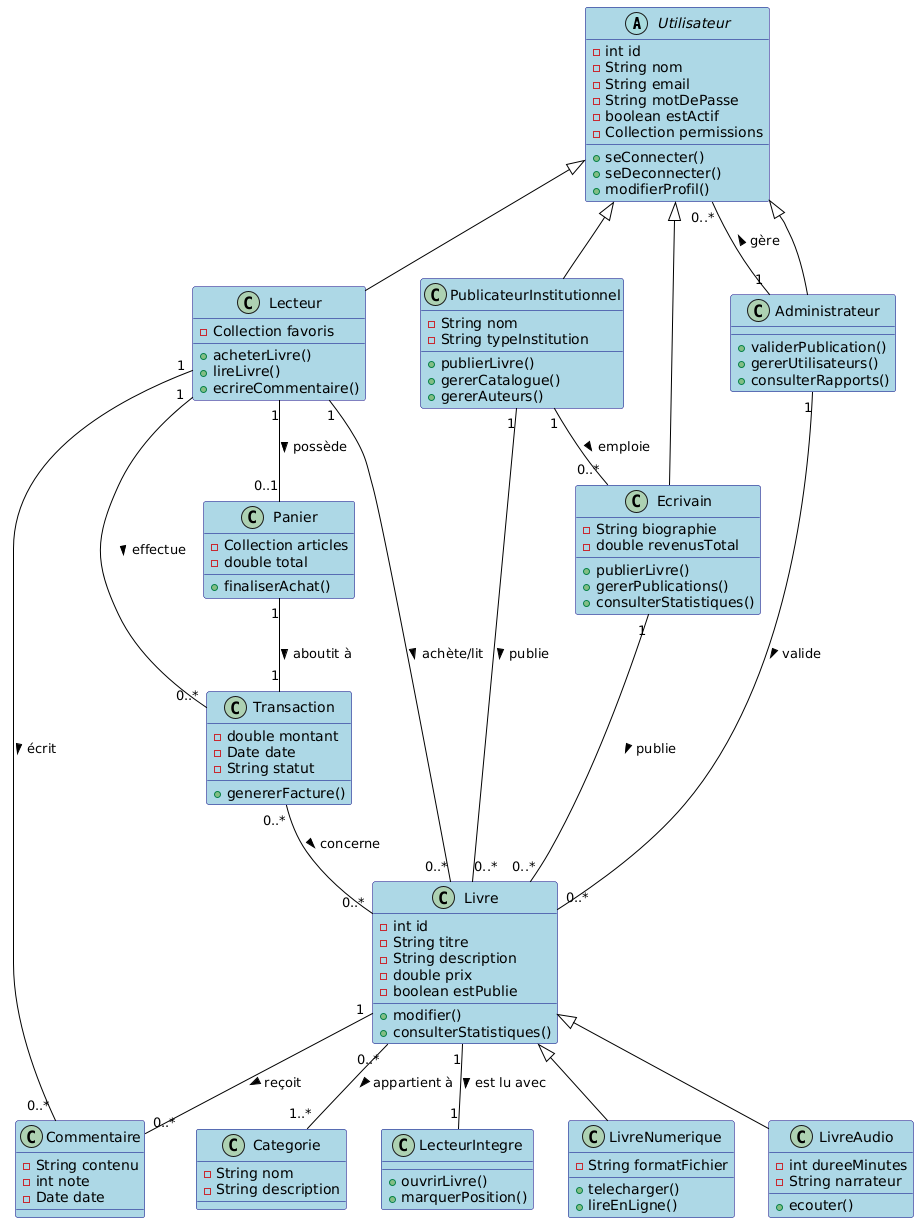 A Utilisateur
int id
String nom
String email
String motDePasse
boolean estActif
Collection permissions
seConnecter()
seDeconnecter()
modifierProfil()
0..*
gère
1
C Lecteur
Collection favoris
acheterLivre()
lireLivre()
ecrireCommentaire()
C PublicateurInstitutionnel
String nom
String typeInstitution
publierLivre()
gererCatalogue()
gererAuteurs()
C Administrateur
validerPublication()
gererUtilisateurs()
consulterRapports()
1
1
1
1
1
1
1
possède
emploie
0..1
0..*
C Panier
Collection articles
double total
finaliserAchat()
C Ecrivain
String biographie
double revenusTotal
publierLivre()
gererPublications()
consulterStatistiques()
effectue
1
1
aboutit à
achète/lit
publie
valide
1
0..*
C Transaction
double montant
Date date
String statut
genererFacture()
écrit
publie
0..*
concerne
0..*
0..*
0..*
0..*
0..*
C Livre
int id
String titre
String description
double prix
boolean estPublie
modifier()
consulterStatistiques()
1
0..*
1
reçoit
appartient à
est lu avec
0..*
0..*
1..*
1
C Commentaire
String contenu
int note
Date date
C Categorie
String nom
String description
C LecteurIntegre
ouvrirLivre()
marquerPosition()
C LivreNumerique
String formatFichier
telecharger()
lireEnLigne()
C LivreAudio
int dureeMinutes
String narrateur
ecouter()